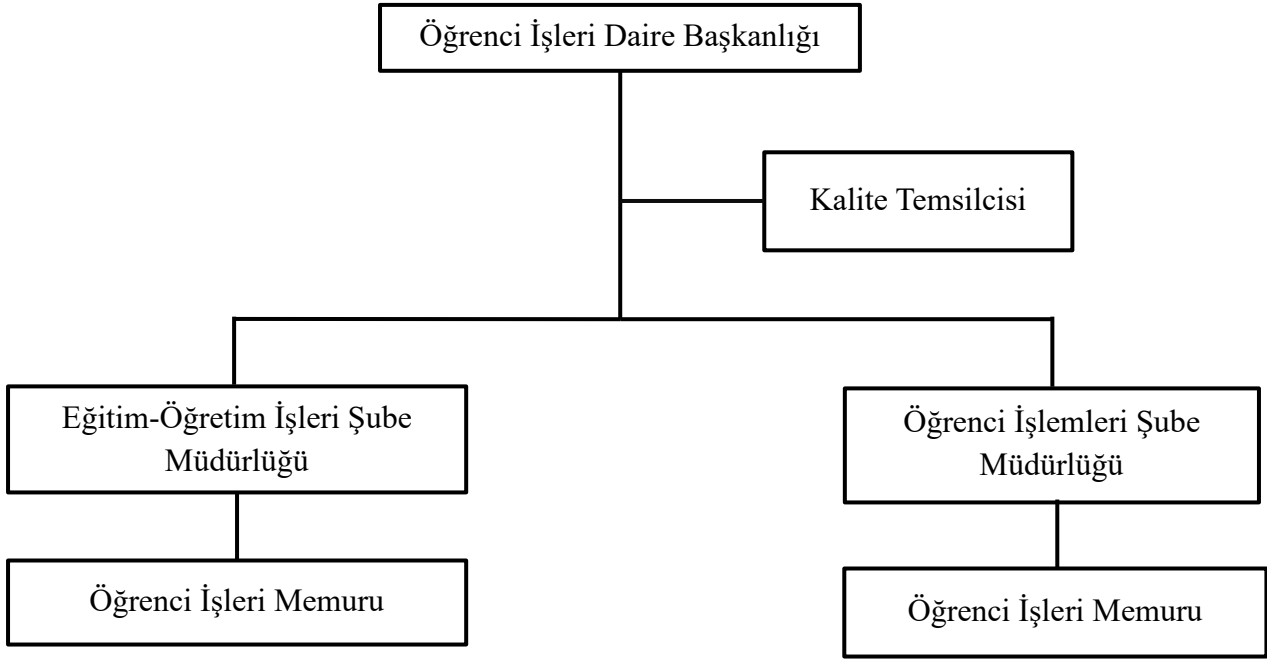 Öğrenci İşleri Daire Başkanlığı
Kalite Temsilcisi
Eğitim-Öğretim İşleri Şube
Müdürlüğü
Öğrenci İşlemleri Şube
Müdürlüğü
Öğrenci İşleri Memuru
Öğrenci İşleri Memuru